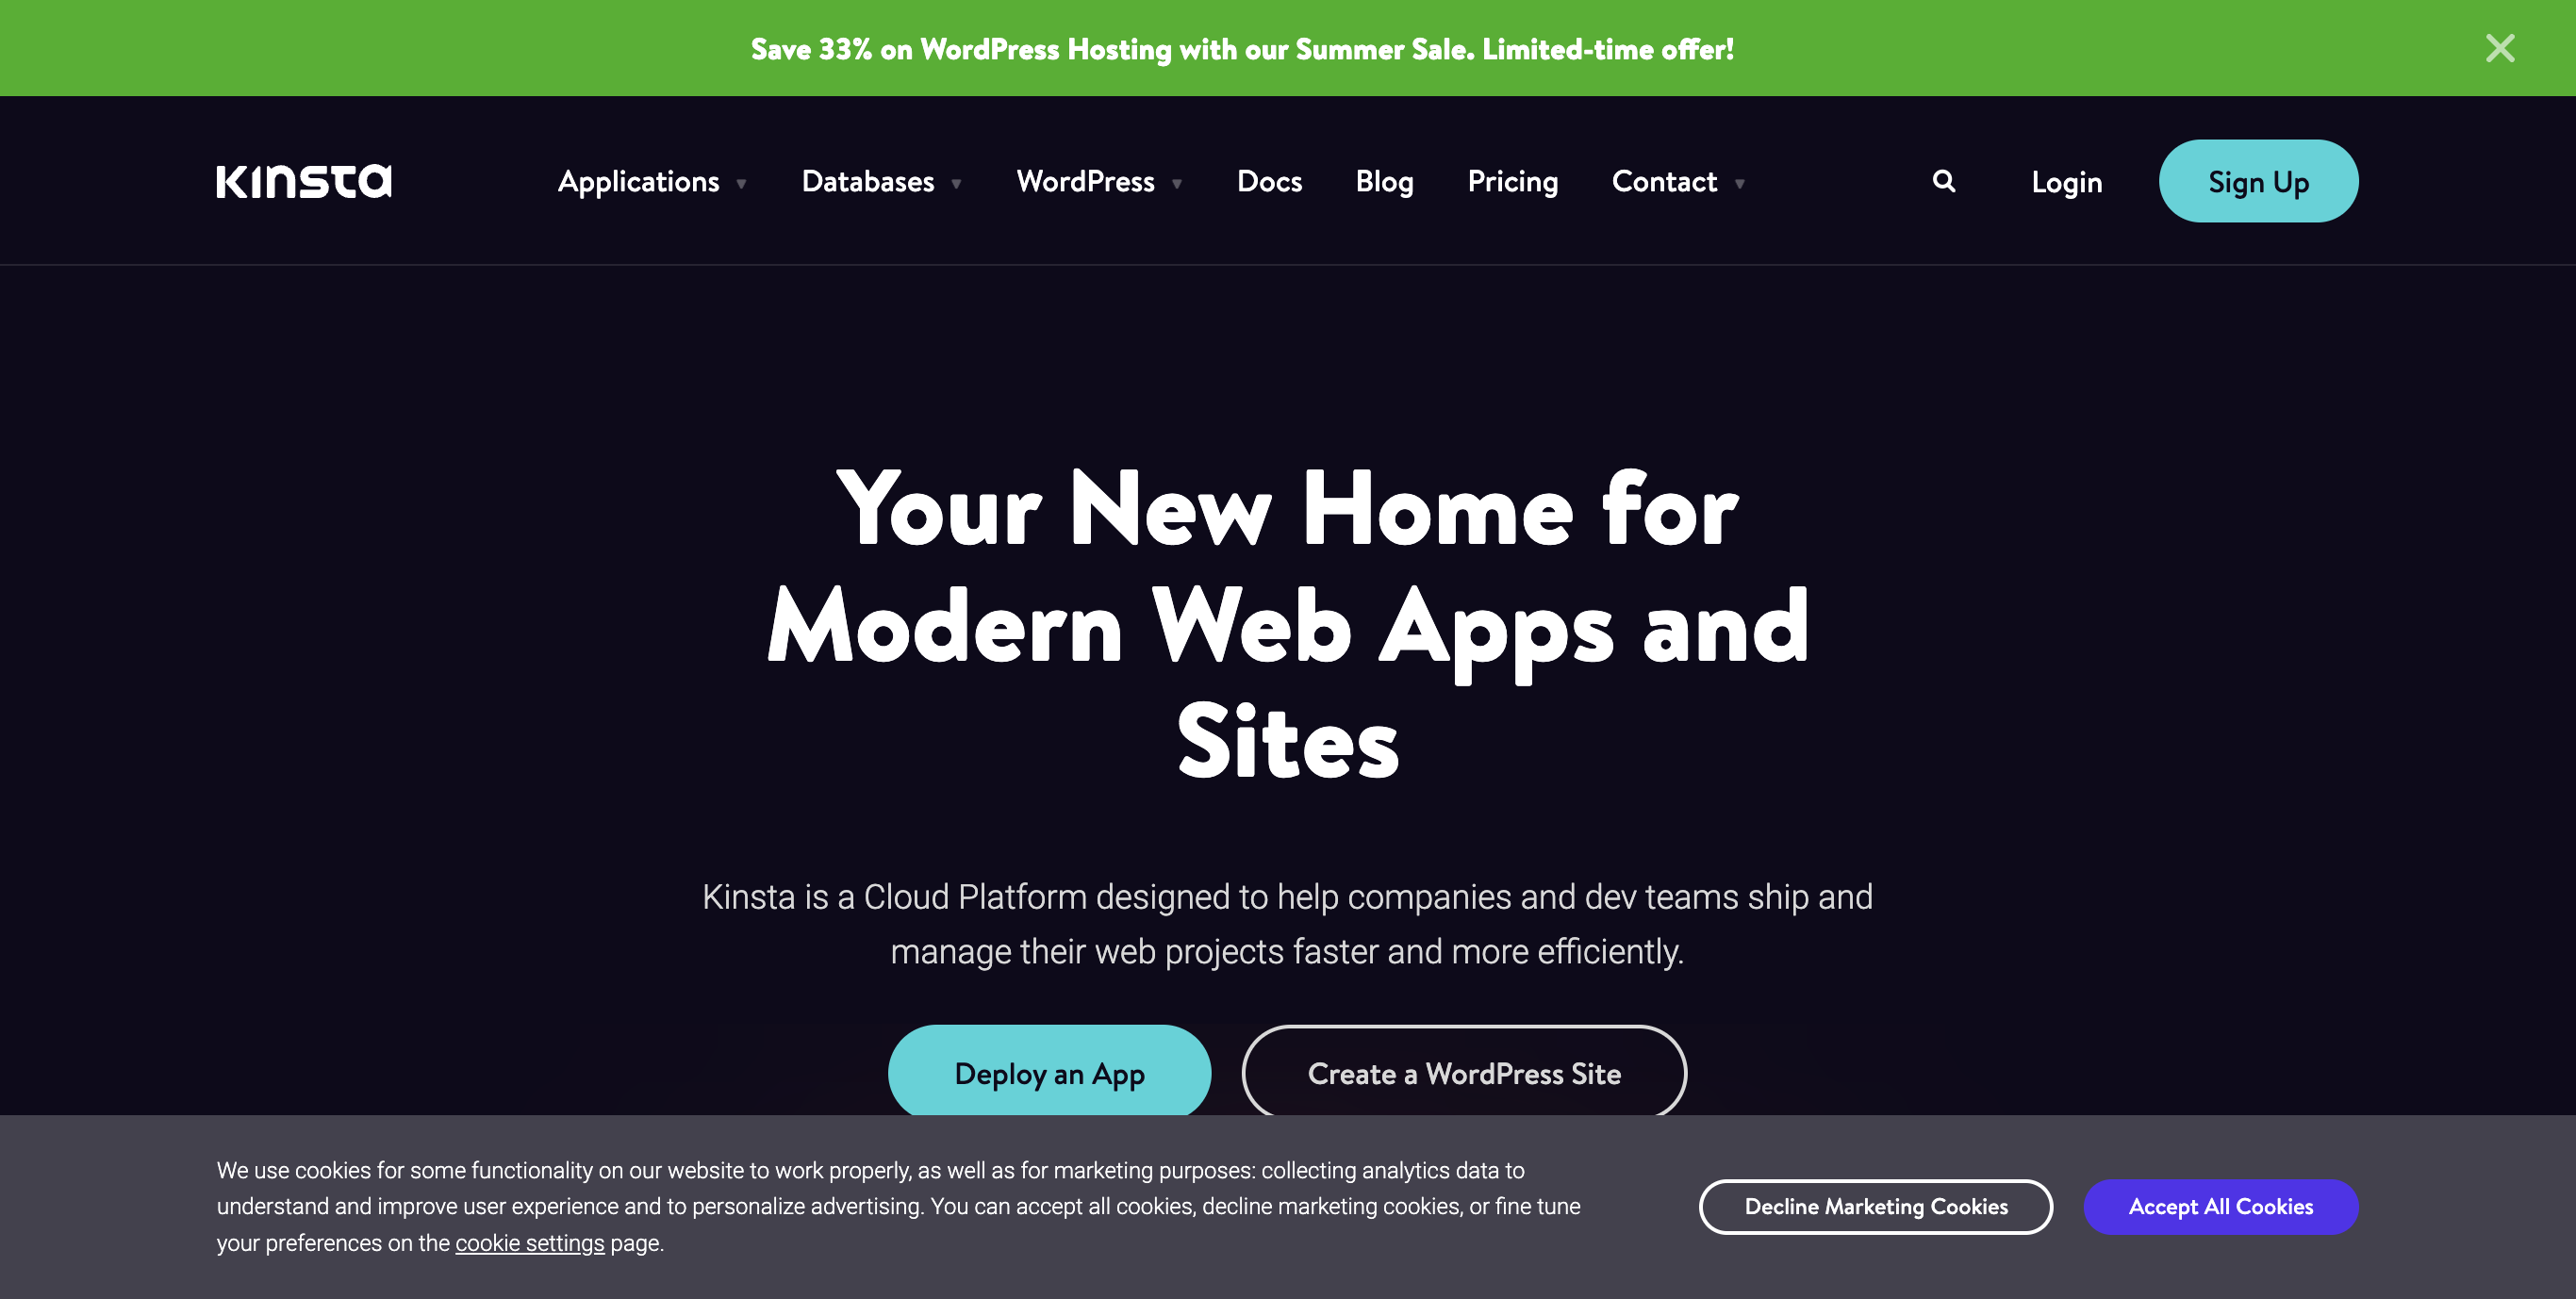 Save 33% on WordPress Hosting with our Summer Sale. Limited-time offer!
Kinsta
Applications
Databases
WordPress
Docs
Blog
Pricing
Contact
Login
Sign Up
Your New Home for
Modern Web Apps and
Sites
Kinsta is a Cloud Platform designed to help companies and dev teams ship and
manage their web projects faster and more efficiently.
Deploy an App
Create a WordPress Site
We use cookies for some functionality on our website to work properly, as well as for marketing purposes: collecting analytics data to
understand and improve user experience and to personalize advertising. You can accept all cookies, decline marketing cookies, or fine tune
your preferences on the cookie settings page.
Decline Marketing Cookies
Accept All Cookies